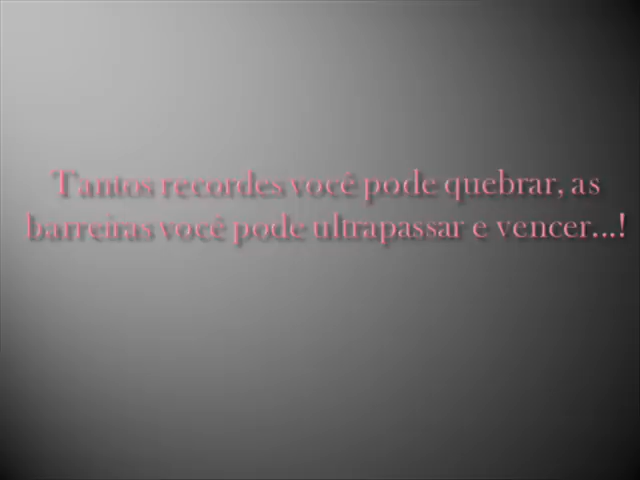 Tantos recordes você pode quebrar, as
barreiras você pode ultrapassar e vencer...!